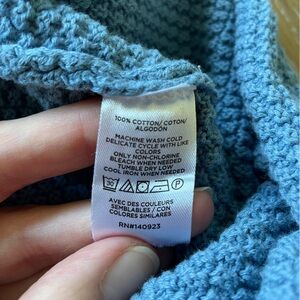 100% COTTON/ COTON/
ALGODÓN
MACHINE WASH COLD
DELICATE CYCLE WITH LIKE
COLORS
ONLY NON-CHLORINE
BLEACH WHEN NEEDED
TUMBLE DRY LOW
COOL IRON WHEN NEEDED
30 P
AVEC DES COULEURS
SEMBLABLES / CON
COLORES SIMILARES
RN#140923